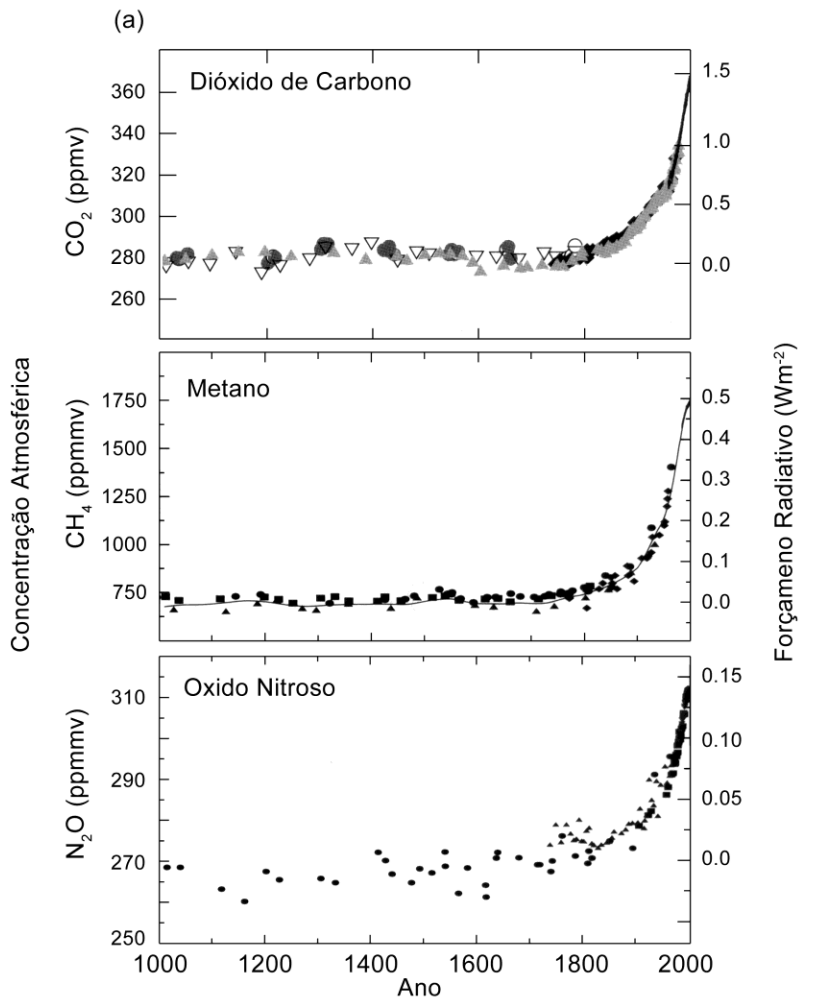 (a)
Dióxido de Carbono
360
340
320
300
280
260
CO₂ (ppmv)
1.5
1.0
0.5
0.0
Metano
1750
1500
1250
1000
750
CH₄ (ppmmv)
0.5
0.4
0.3
0.2
0.1
0.0
Concentração Atmosférica
Forçameno Radiativo (Wm⁻²)
Oxido Nitroso
310
290
270
250
N₂O (ppmmv)
0.15
0.10
0.05
0.0
1000 1200 1400 1600 1800 2000
Ano